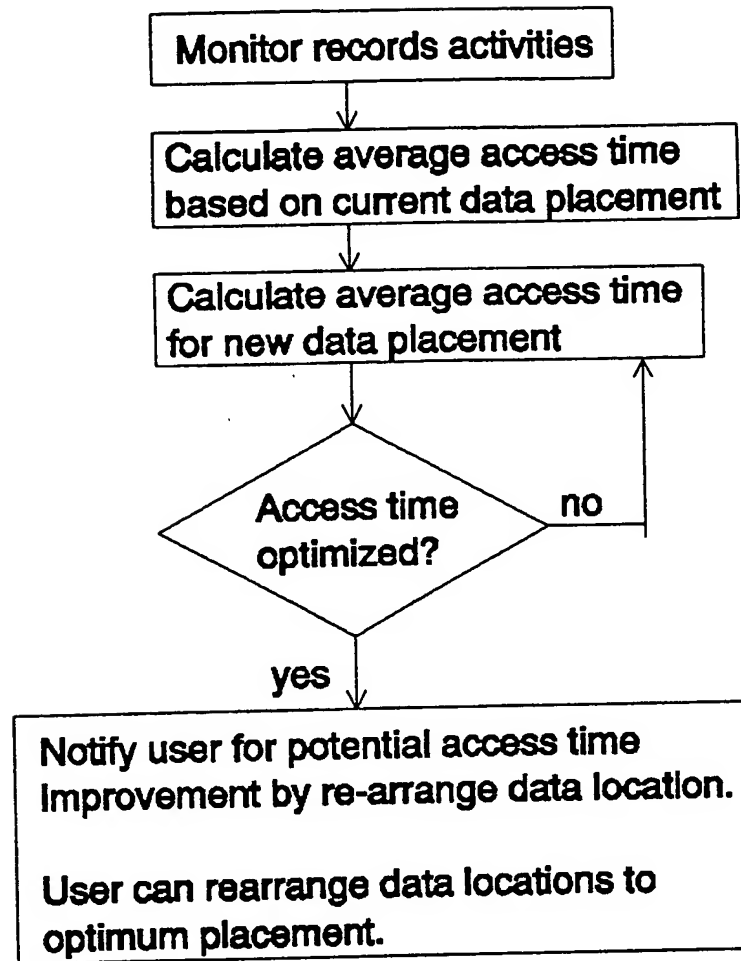 Monitor records activities
Calculate average access time
based on current data placement
Calculate average access time
for new data placement
Access time
optimized?
no
yes
Notify user for potential access time
improvement by re-arrange data location.
User can rearrange data locations to
optimum placement.